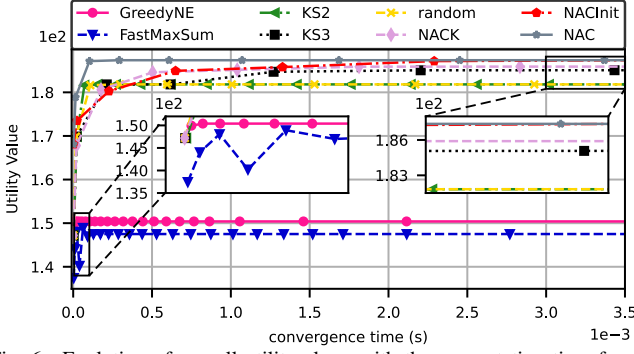 GreedyNE KS2 random NACInit
FastMaxSum KS3 NACK NAC
1e2
1.8
1.7
1.6
1.5
1.4
Utility Value
1e2
1.50
1.45
1.40
1.35
1e2
1.86
1.83
0.0 0.5 1.0 1.5 2.0 2.5 3.0 3.5
convergence time (s)
1e−3